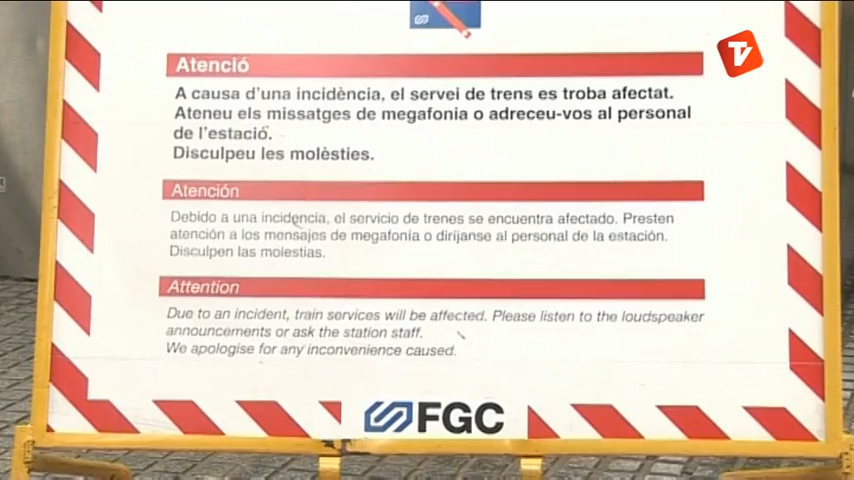 TV
Atenció
A causa d'una incidència, el servei de trens es troba afectat.
Ateneu els missatges de megafonia o adreceu-vos al personal
de l'estació.
Disculpeu les molèsties.
Atención
Debido a una incidencia, el servicio de trenes se encuentra afectado. Presten
atención a los mensajes de megafonía o diríjanse al personal de la estación.
Disculpen las molestias.
Attention
Due to an incident, train services will be affected. Please listen to the loudspeaker
announcements or ask the station staff.
We apologise for any inconvenience caused.
FGC